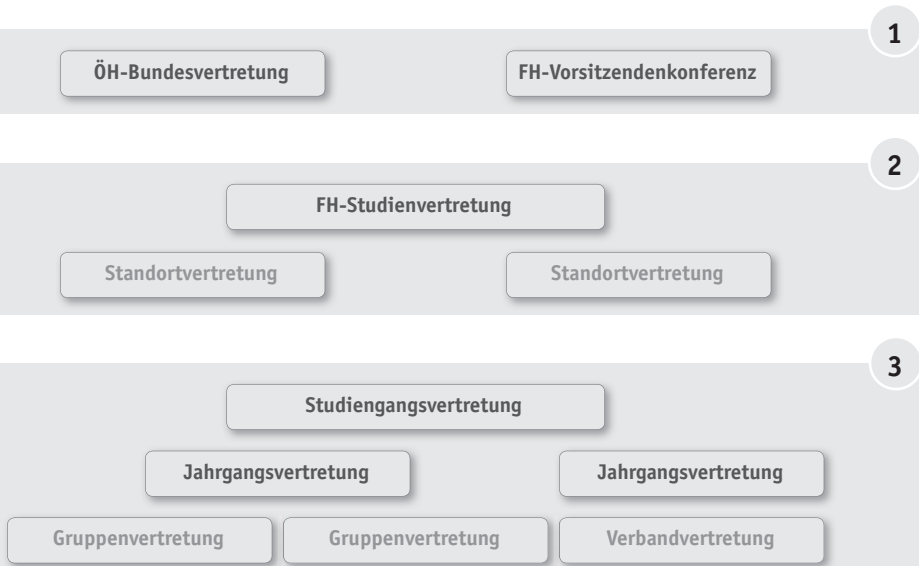 1
ÖH-Bundesvertretung FH-Vorsitzendenkonferenz
2
FH-Studienvertretung
Standortvertretung Standortvertretung
3
Studiengangsvertretung
Jahrgangsvertretung Jahrgangsvertretung
Gruppenvertretung Gruppenvertretung Verbandvertretung